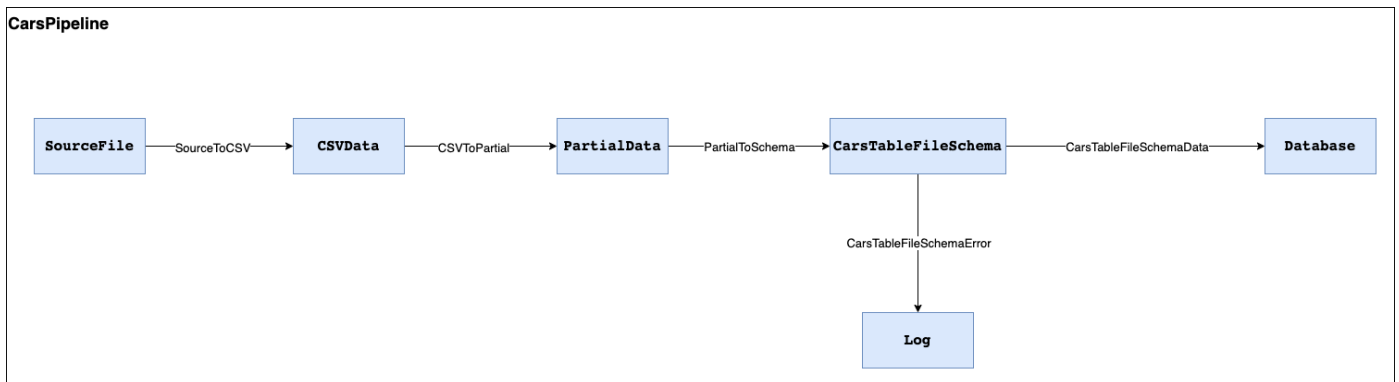 CarsPipeline
SourceFile
SourceToCSV
CSVData
CSVToPartial
PartialData
PartialToSchema
CarsTableFileSchema
CarsTableFileSchemaData
Database
CarsTableFileSchemaError
Log